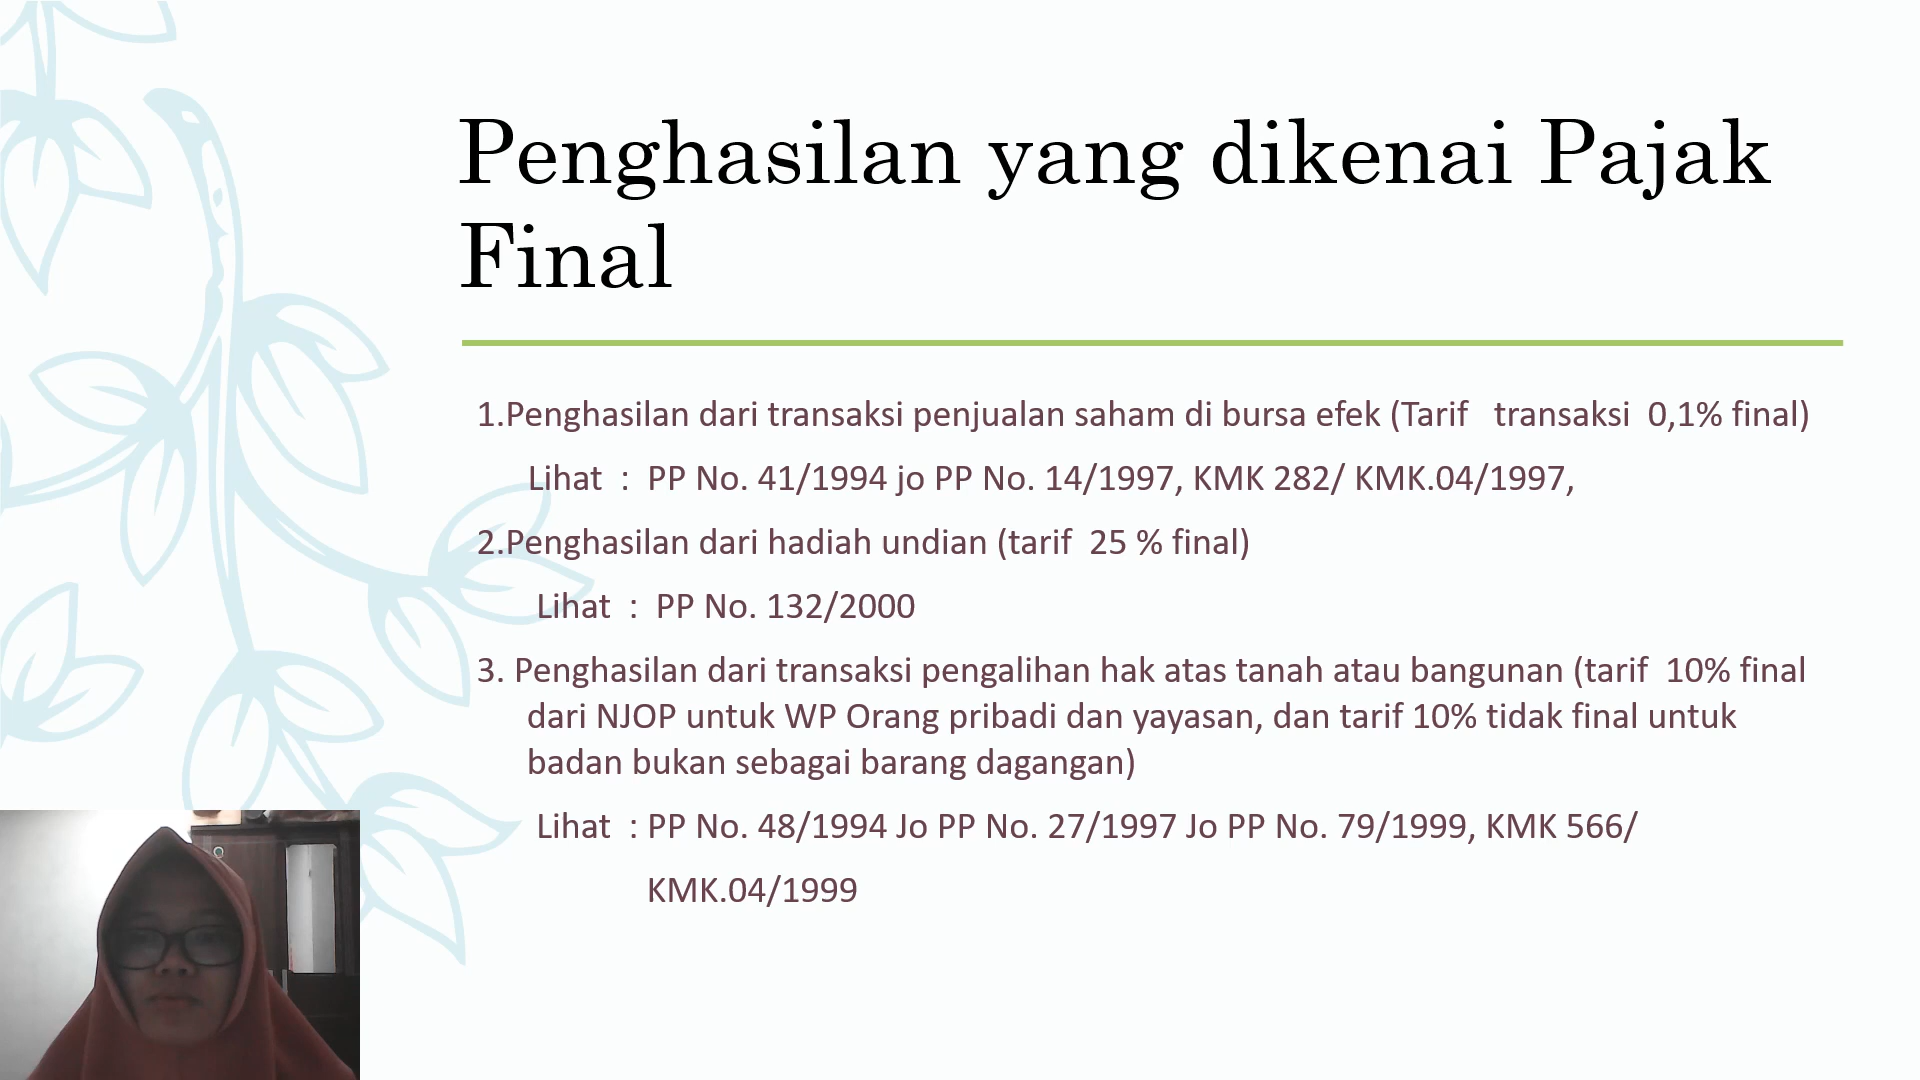 Penghasilan yang dikenai Pajak
Final
1.Penghasilan dari transaksi penjualan saham di bursa efek (Tarif transaksi 0,1% final)
Lihat : PP No. 41/1994 jo PP No. 14/1997, KMK 282/ KMK.04/1997,
2.Penghasilan dari hadiah undian (tarif 25 % final)
Lihat : PP No. 132/2000
3. Penghasilan dari transaksi pengalihan hak atas tanah atau bangunan (tarif 10% final
dari NJOP untuk WP Orang pribadi dan yayasan, dan tarif 10% tidak final untuk
badan bukan sebagai barang dagangan)
Lihat : PP No. 48/1994 Jo PP No. 27/1997 Jo PP No. 79/1999, KMK 566/
KMK.04/1999